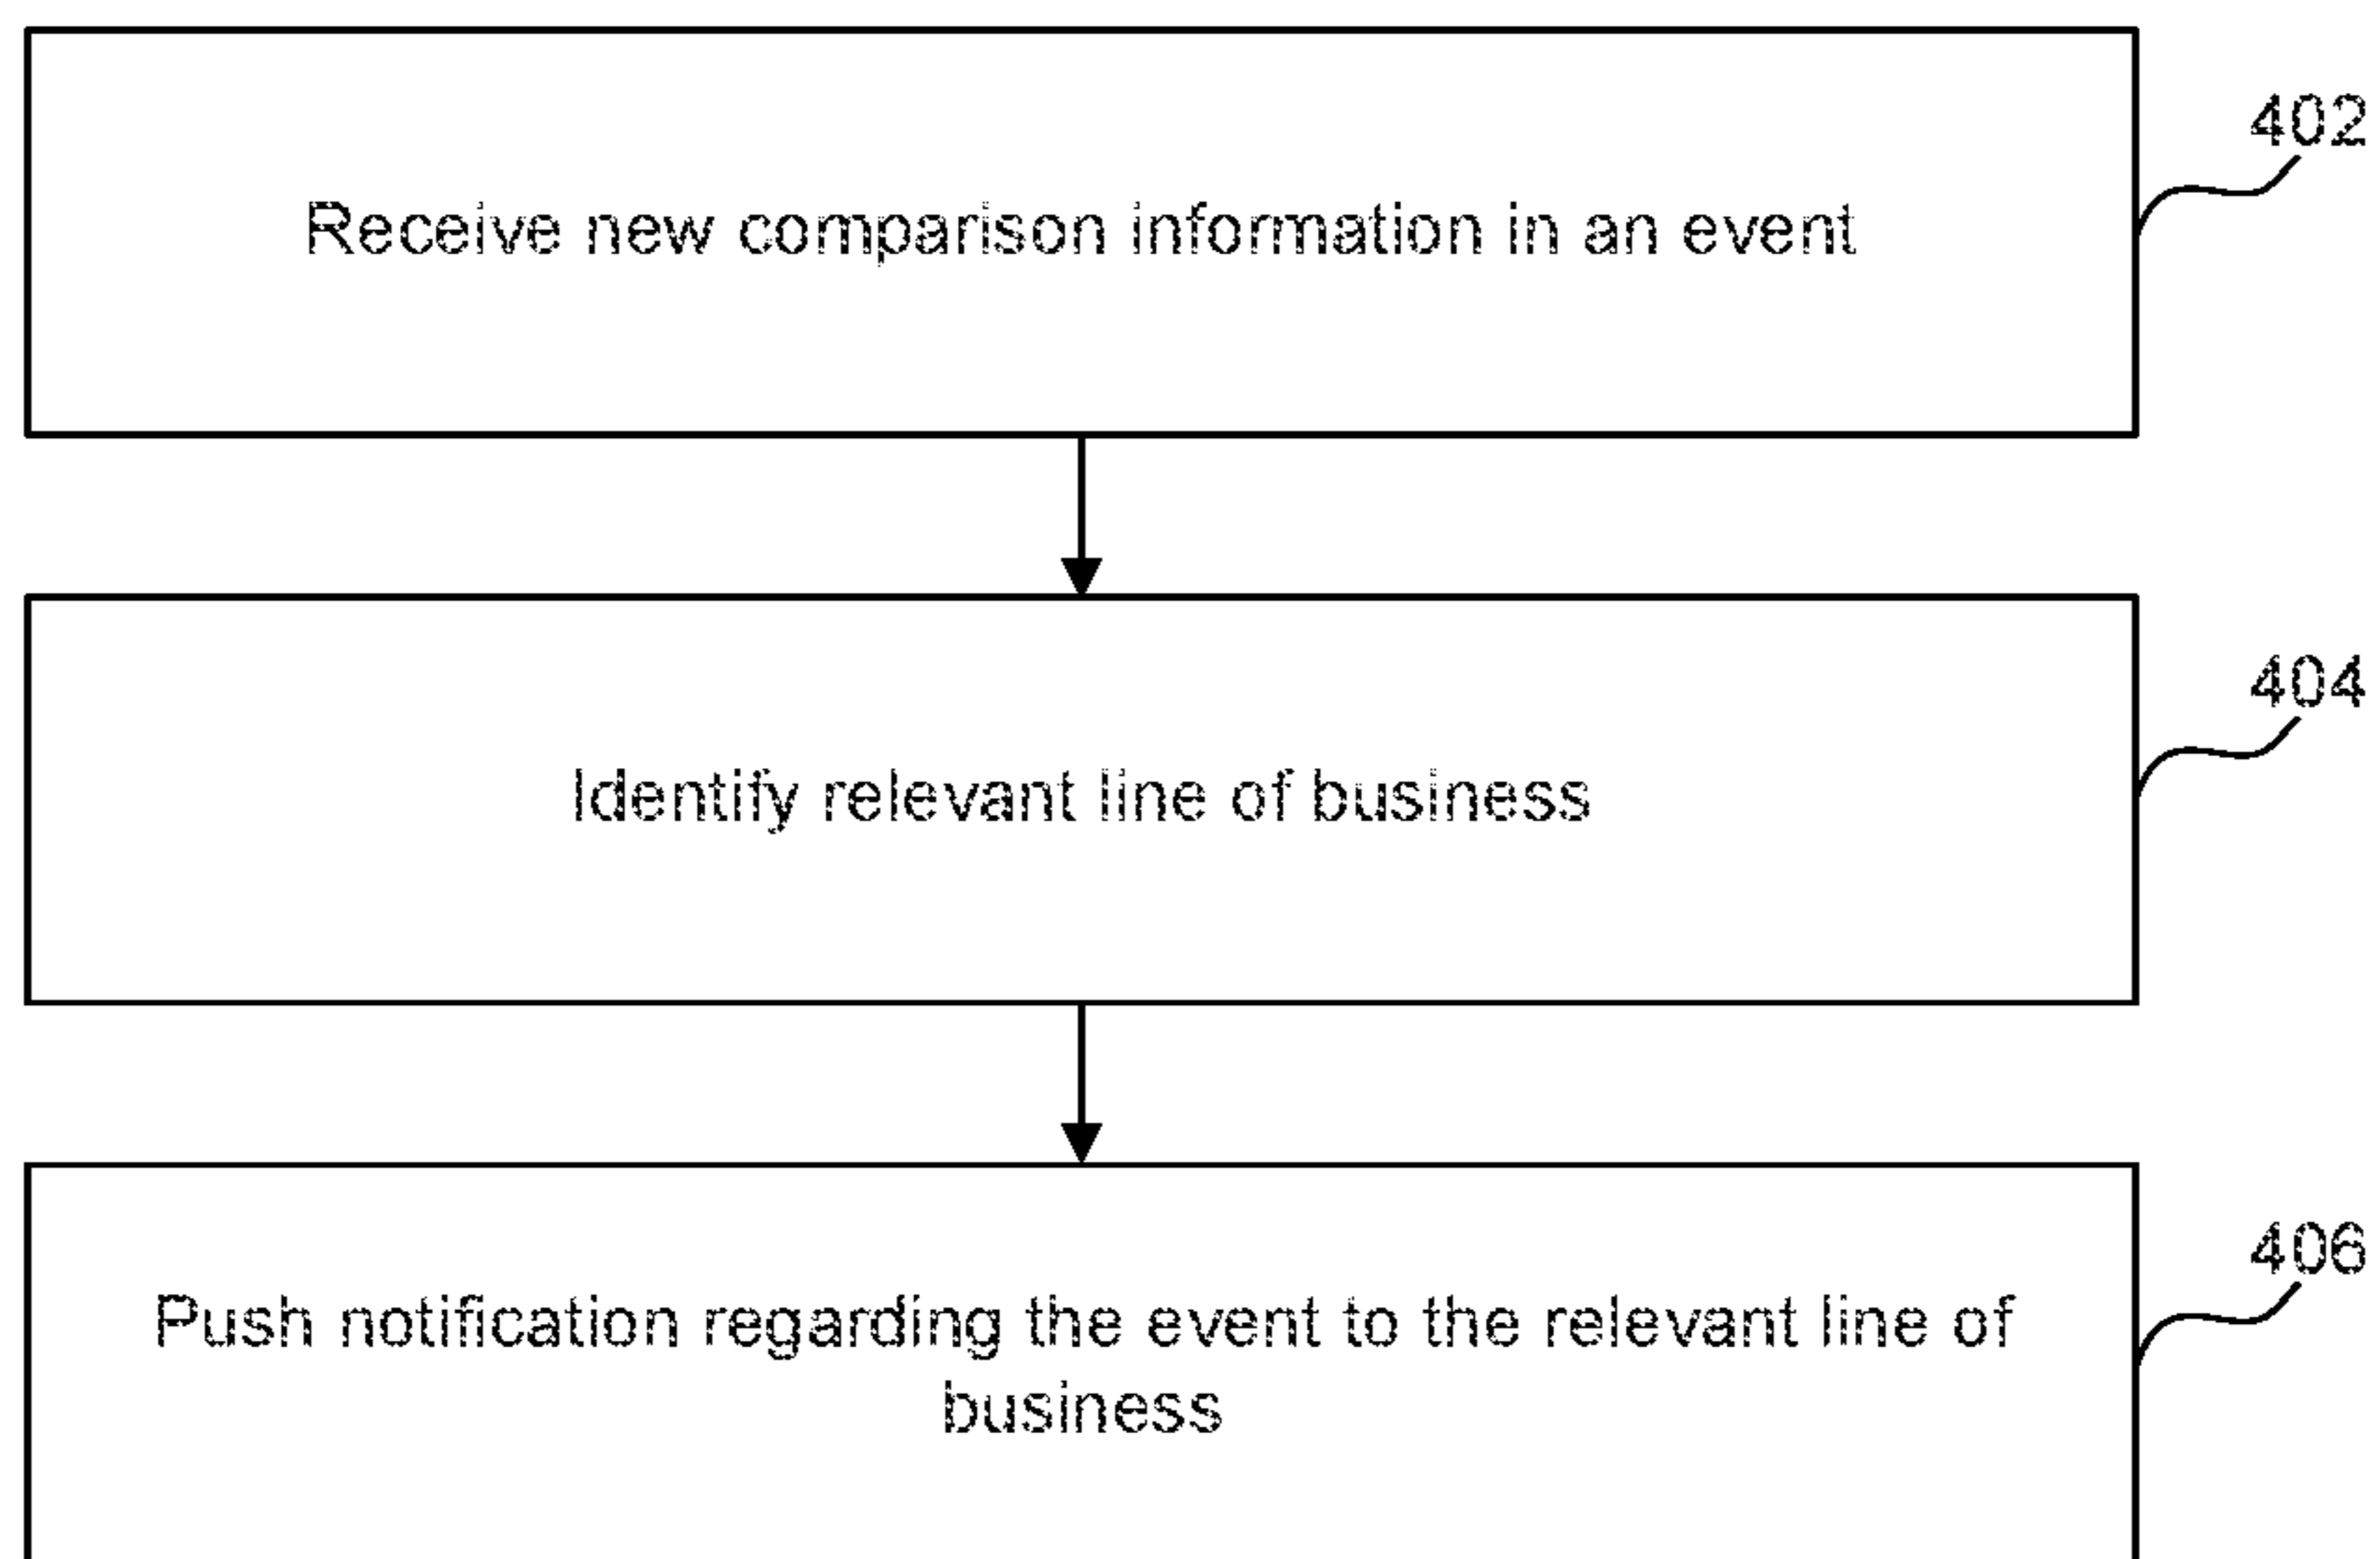 402
Receive new comparison information in an event
404
Identify relevant line of business
406
Push notification regarding the event to the relevant line of
business